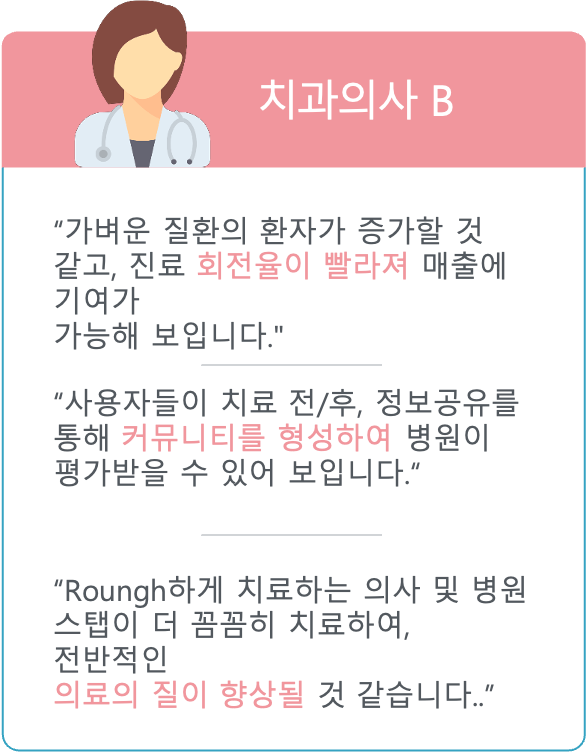 치과의사 B
“가벼운 질환의 환자가 증가할 것
같고, 진료 회전율이 빨라져 매출에
기여가
가능해 보입니다."
“사용자들이 치료 전/후, 정보공유를
통해 커뮤니티를 형성하여 병원이
평가받을 수 있어 보입니다.“
“Roungh하게 치료하는 의사 및 병원
스탭이 더 꼼꼼히 치료하여,
전반적인
의료의 질이 향상될 것 같습니다..”